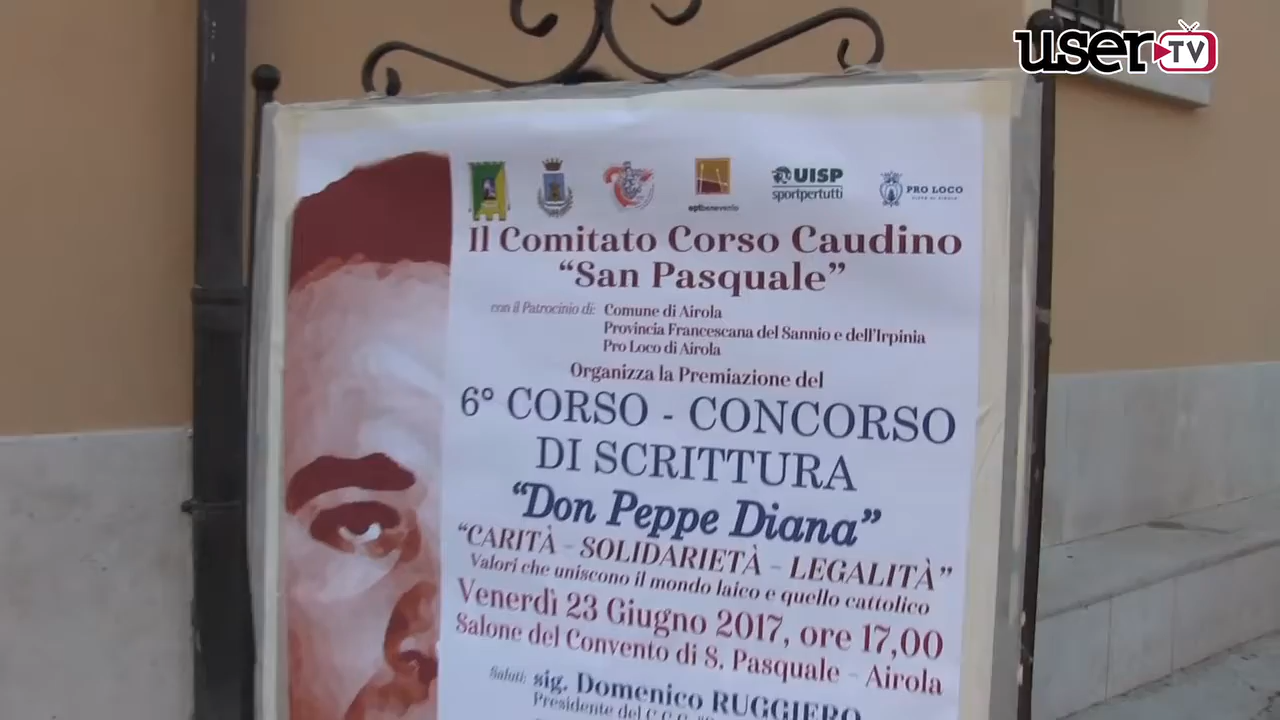 user TV
eptbenevento
UISP
sportpertutti
PRO LOCO
Il Comitato Corso Caudino
“San Pasquale”
con il Patrocinio di: Comune di Airola
Provincia Francescana del Sannio e dell'Irpinia
Pro Loco di Airola
Organizza la Premiazione del
6° CORSO - CONCORSO
DI SCRITTURA
“Don Peppe Diana”
“CARITÀ - SOLIDARIETÀ - LEGALITÀ”
Valori che uniscono il mondo laico e quello cattolico
Venerdì 23 Giugno 2017, ore 17,00
Salone del Convento di S. Pasquale - Airola
Saluti: sig. Domenico RUGGIERO
Presidente del C.C.C.